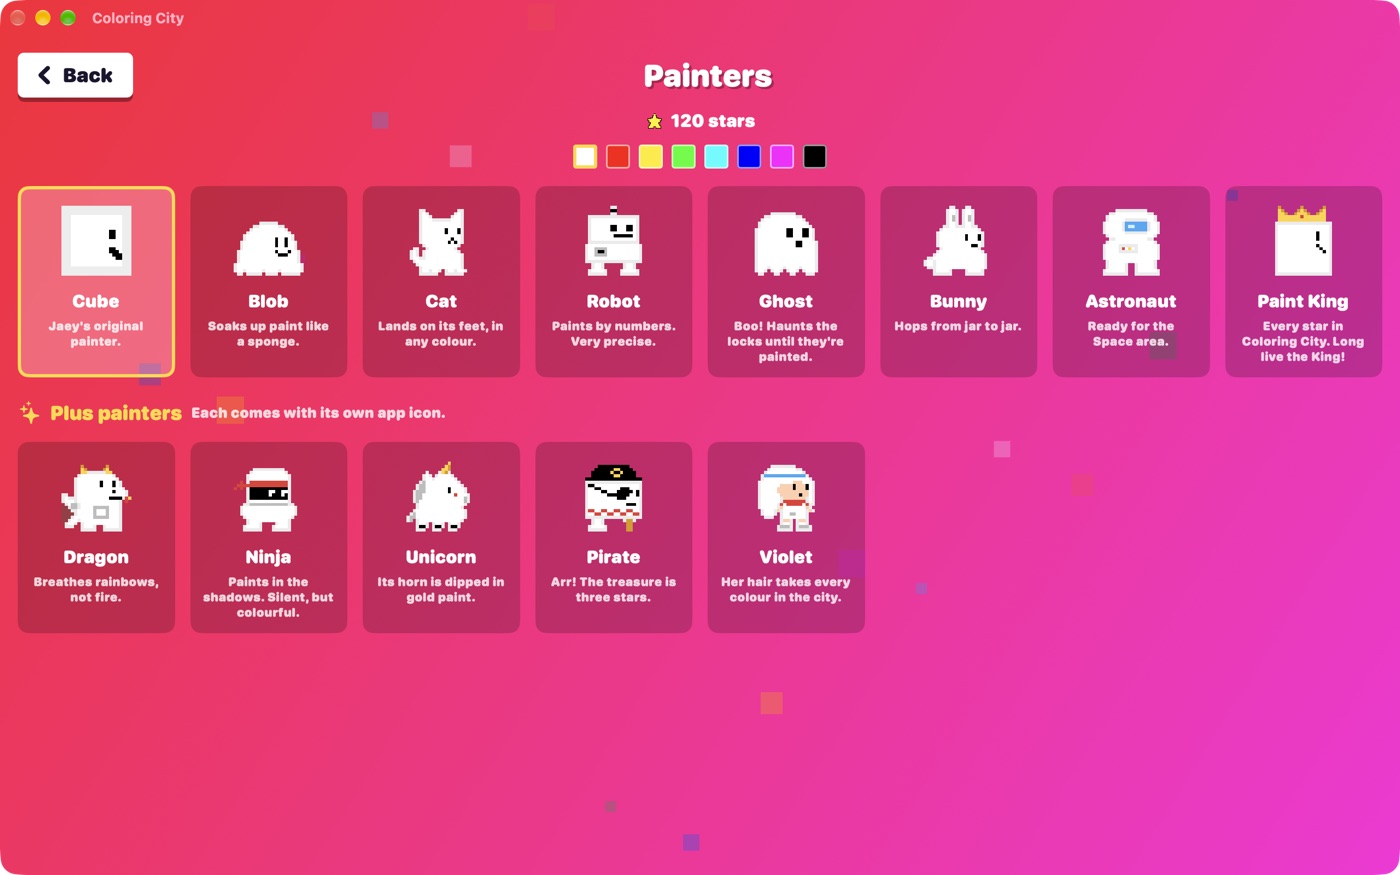 Coloring City
Back
Painters
120 stars
Cube
Jaey's original
painter.
Blob
Soaks up paint like
a sponge.
Cat
Lands on its feet, in
any colour.
Robot
Paints by numbers.
Very precise.
Ghost
Boo! Haunts the
locks until they're
painted.
Bunny
Hops from jar to jar.
Astronaut
Ready for the
Space area.
Paint King
Every star in
Coloring City. Long
live the King!
Plus painters Each comes with its own app icon.
Dragon
Breathes rainbows,
not fire.
Ninja
Paints in the
shadows. Silent, but
colourful.
Unicorn
Its horn is dipped in
gold paint.
Pirate
Arr! The treasure is
three stars.
Violet
Her hair takes every
colour in the city.